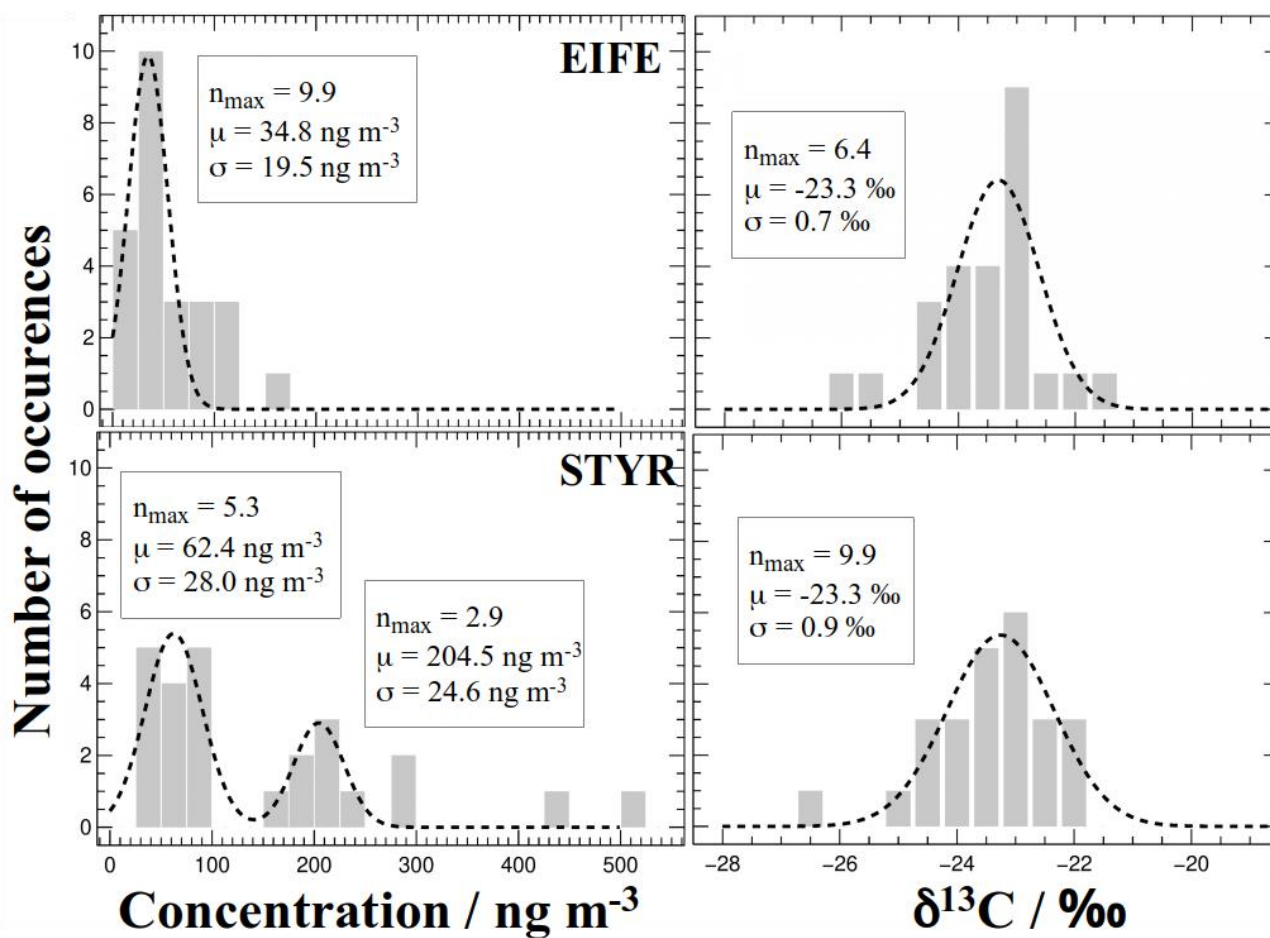 EIFE
10
8
6
4
2
0
n_max = 9.9
μ = 34.8 ng m⁻³
σ = 19.5 ng m⁻³
n_max = 6.4
μ = -23.3 ‰
σ = 0.7 ‰
Number of occurences
STYR
10
8
6
4
2
0
n_max = 5.3
μ = 62.4 ng m⁻³
σ = 28.0 ng m⁻³
n_max = 2.9
μ = 204.5 ng m⁻³
σ = 24.6 ng m⁻³
n_max = 9.9
μ = -23.3 ‰
σ = 0.9 ‰
0 100 200 300 400 500
−28 −26 −24 −22 −20
Concentration / ng m⁻³
δ¹³C / ‰